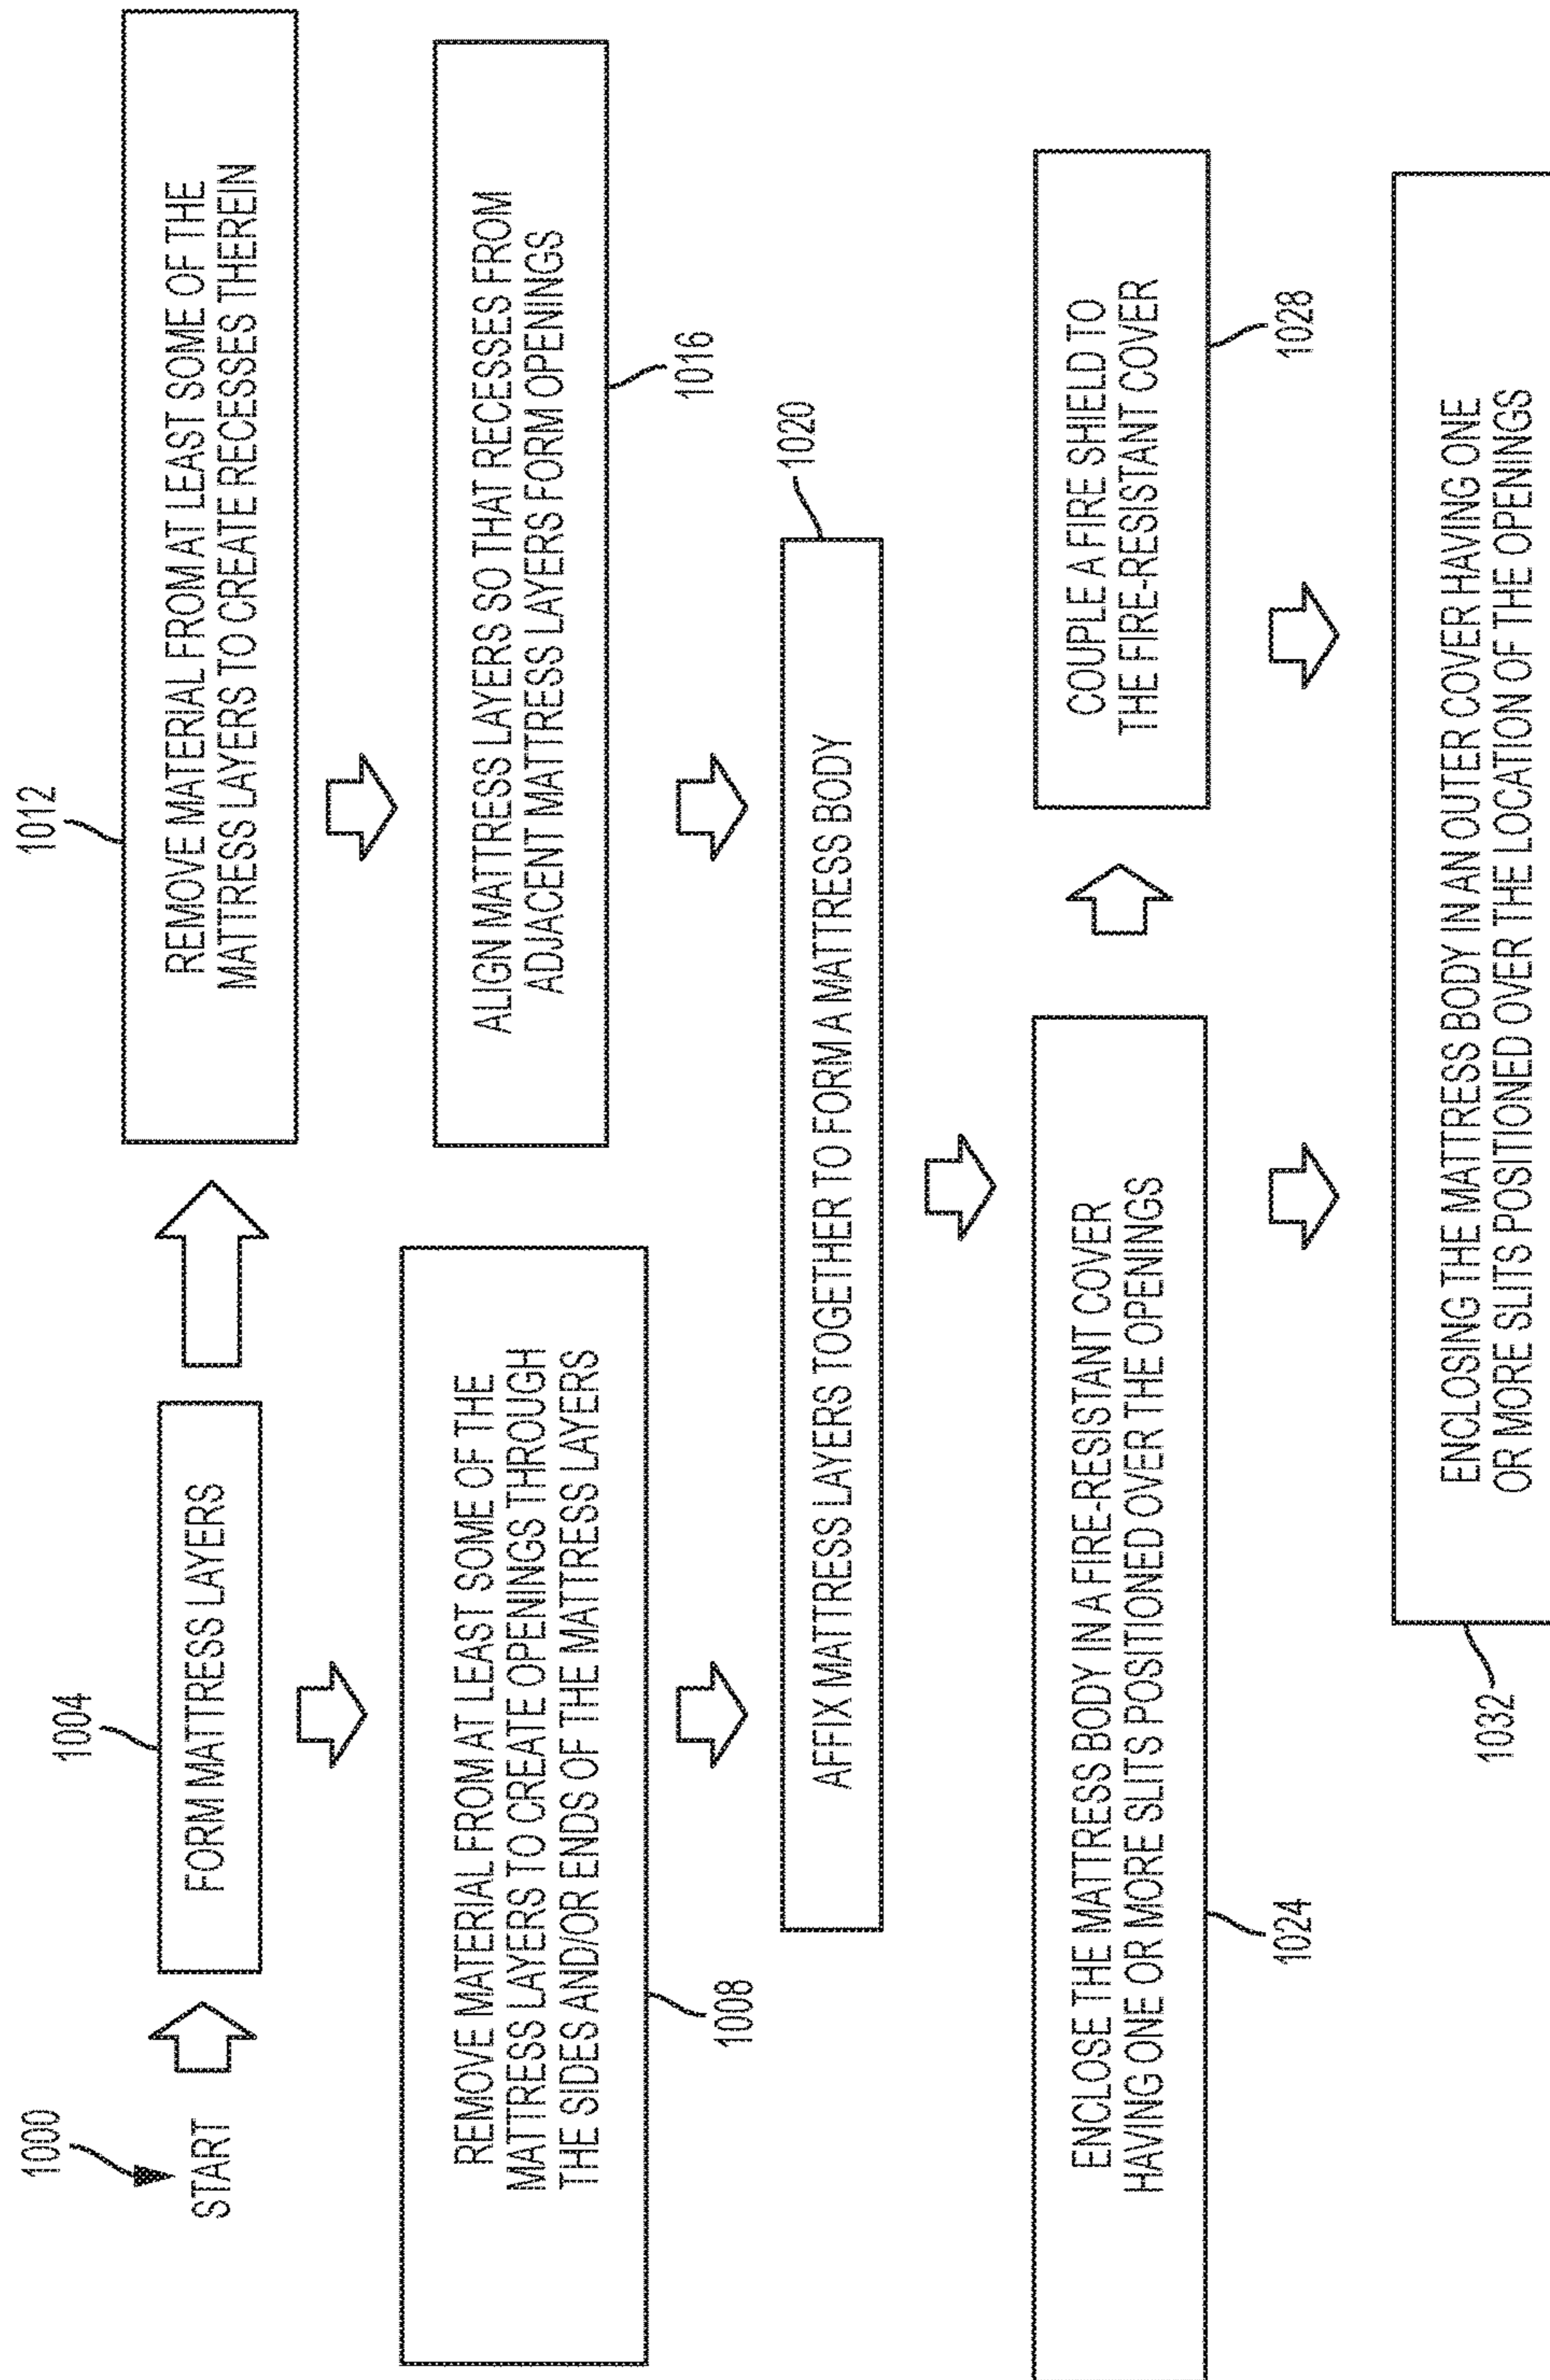 1000
START
1004
FORM MATTRESS LAYERS
1012
REMOVE MATERIAL FROM AT LEAST SOME OF THE
MATTRESS LAYERS TO CREATE RECESSES THEREIN
REMOVE MATERIAL FROM AT LEAST SOME OF THE
MATTRESS LAYERS TO CREATE OPENINGS THROUGH
THE SIDES AND/OR ENDS OF THE MATTRESS LAYERS
1008
ALIGN MATTRESS LAYERS SO THAT RECESSES FROM
ADJACENT MATTRESS LAYERS FORM OPENINGS
1016
1020
AFFIX MATTRESS LAYERS TOGETHER TO FORM A MATTRESS BODY
ENCLOSE THE MATTRESS BODY IN A FIRE-RESISTANT COVER
HAVING ONE OR MORE SLITS POSITIONED OVER THE OPENINGS
1024
COUPLE A FIRE SHIELD TO
THE FIRE-RESISTANT COVER
1028
ENCLOSING THE MATTRESS BODY IN AN OUTER COVER HAVING ONE
OR MORE SLITS POSITIONED OVER THE LOCATION OF THE OPENINGS
1032